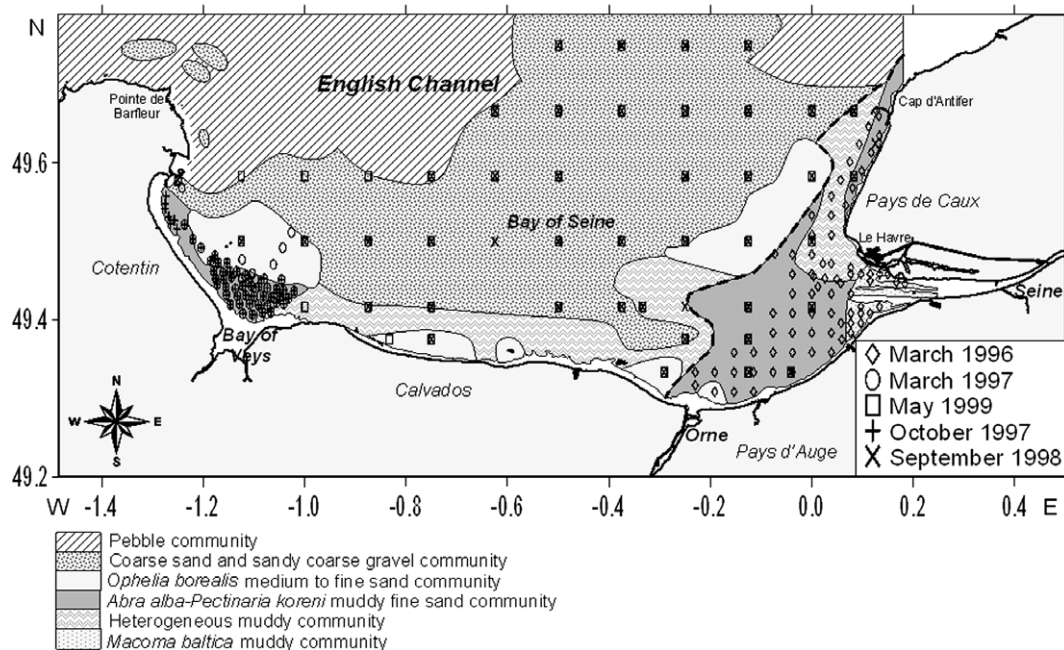 N
English Channel
Pointe de
Barfleur
Cap d'Antifer
49.6
Bay of Seine
Pays de Caux
Le Havre
Cotentin
Seine
49.4
Bay of
Veys
Calvados
N
W E
S
Orne
Pays d'Auge
March 1996
March 1997
May 1999
October 1997
September 1998
49.2
W -1.4 -1.2 -1.0 -0.8 -0.6 -0.4 -0.2 0.0 0.2 0.4 E
Pebble community
Coarse sand and sandy coarse gravel community
Ophelia borealis medium to fine sand community
Abra alba-Pectinaria koreni muddy fine sand community
Heterogeneous muddy community
Macoma baltica muddy community